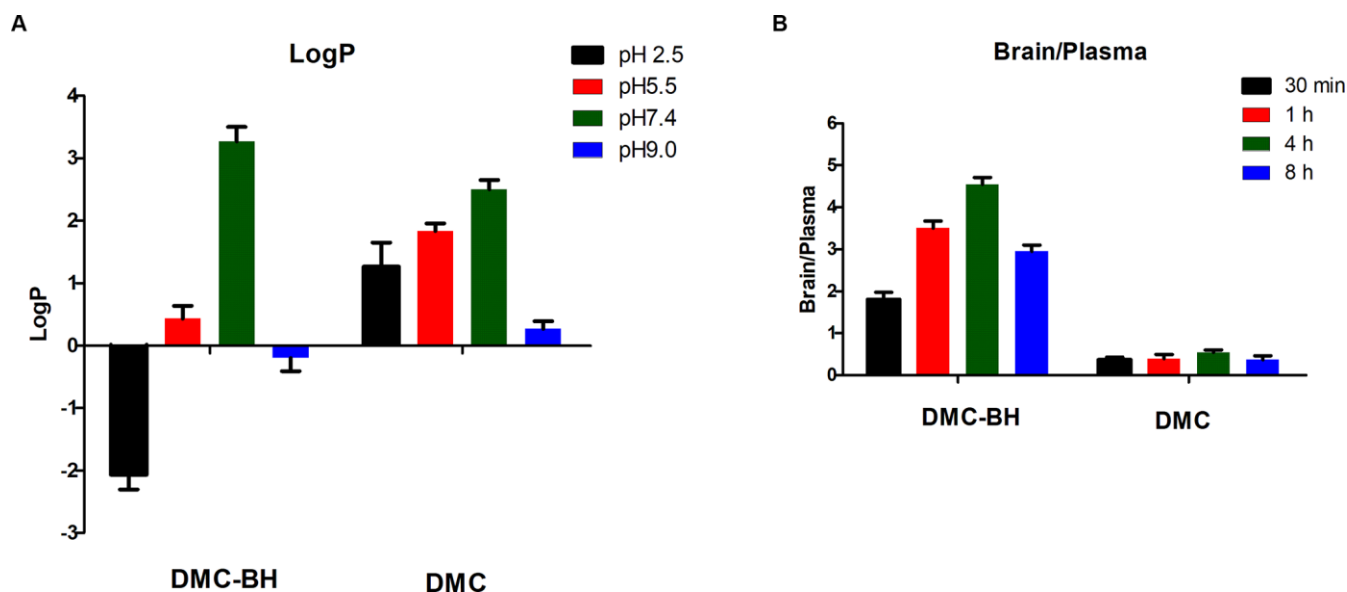 A
LogP
pH 2.5
pH5.5
pH7.4
pH9.0
LogP
4
3
2
1
0
-1
-2
-3
DMC-BH
DMC
B
Brain/Plasma
30 min
1 h
4 h
8 h
Brain/Plasma
6
5
4
3
2
1
0
DMC-BH
DMC